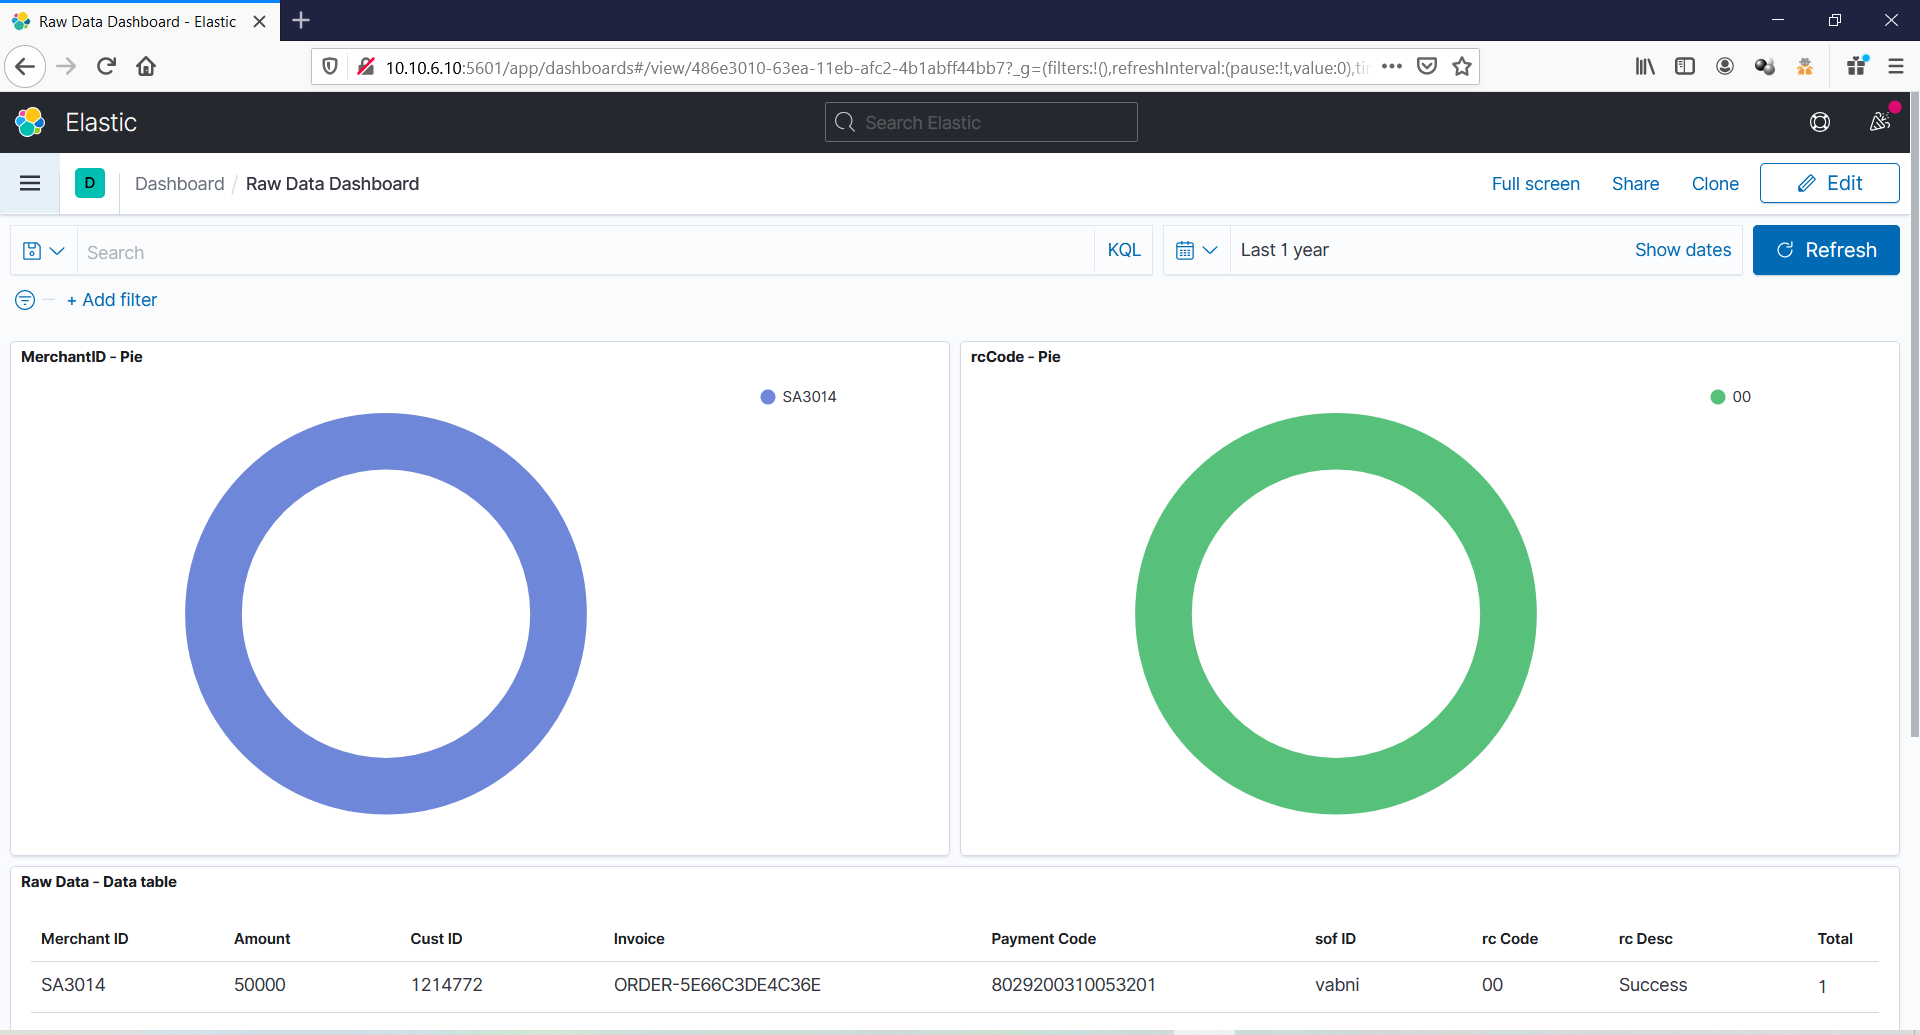 Raw Data Dashboard - Elastic
10.10.6.10:5601/app/dashboards#/view/486e3010-63ea-11eb-afc2-4b1abff44bb7?_g=(filters:!(),refreshInterval:(pause:!t,value:0),tir
Elastic
Search Elastic
D Dashboard / Raw Data Dashboard Full screen Share Clone Edit
Search KQL Last 1 year Show dates Refresh
+ Add filter
MerchantID - Pie
SA3014
rcCode - Pie
00
Raw Data - Data table
Merchant ID Amount Cust ID Invoice Payment Code sof ID rc Code rc Desc Total
SA3014 50000 1214772 ORDER-5E66C3DE4C36E 8029200310053201 vabni 00 Success 1